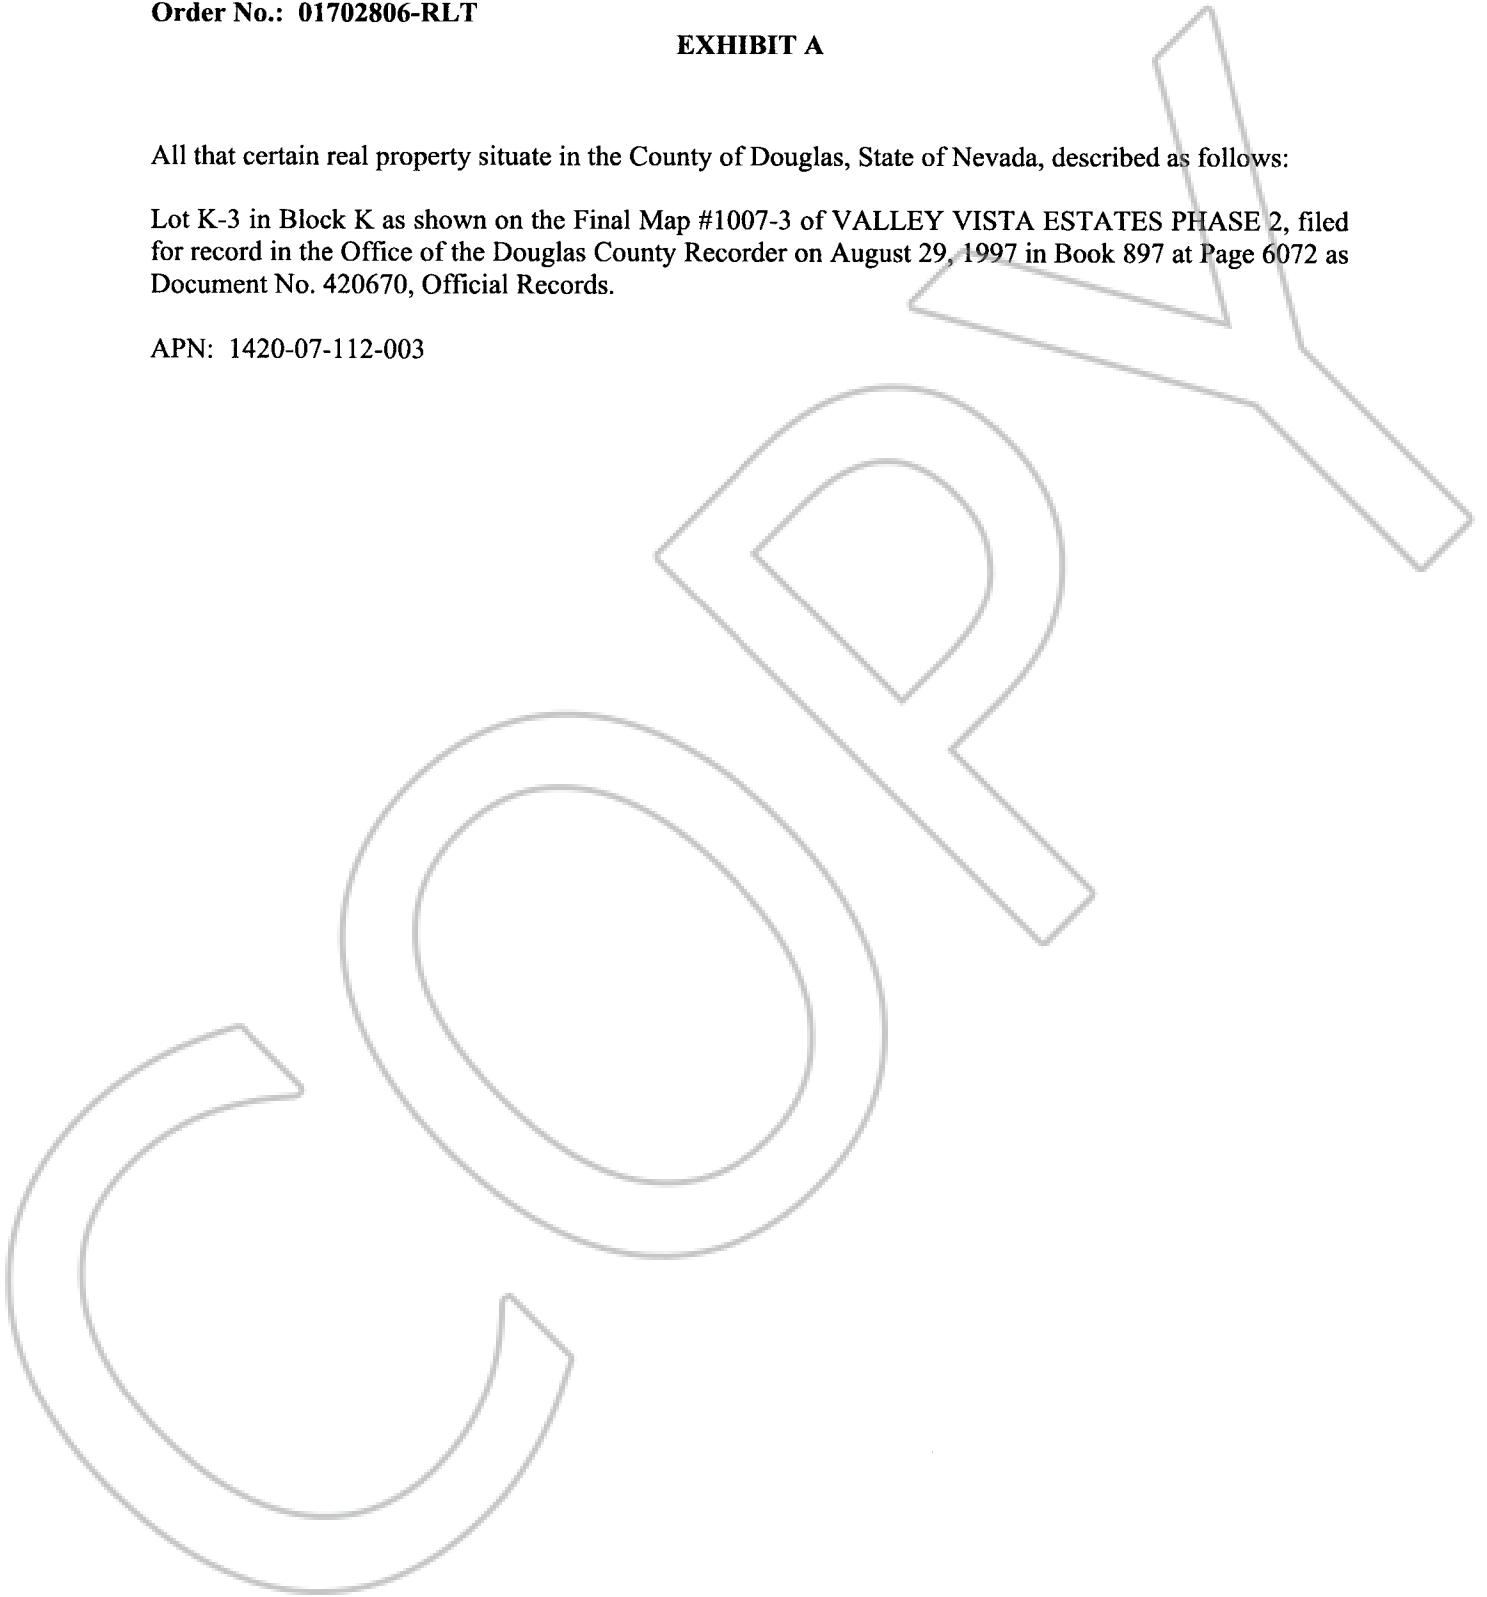 Order No.: 01702806-RLT
EXHIBIT A
All that certain real property situate in the County of Douglas, State of Nevada, described as follows:
Lot K-3 in Block K as shown on the Final Map #1007-3 of VALLEY VISTA ESTATES PHASE 2, filed
for record in the Office of the Douglas County Recorder on August 29, 1997 in Book 897 at Page 6072 as
Document No. 420670, Official Records.
APN: 1420-07-112-003
COPY